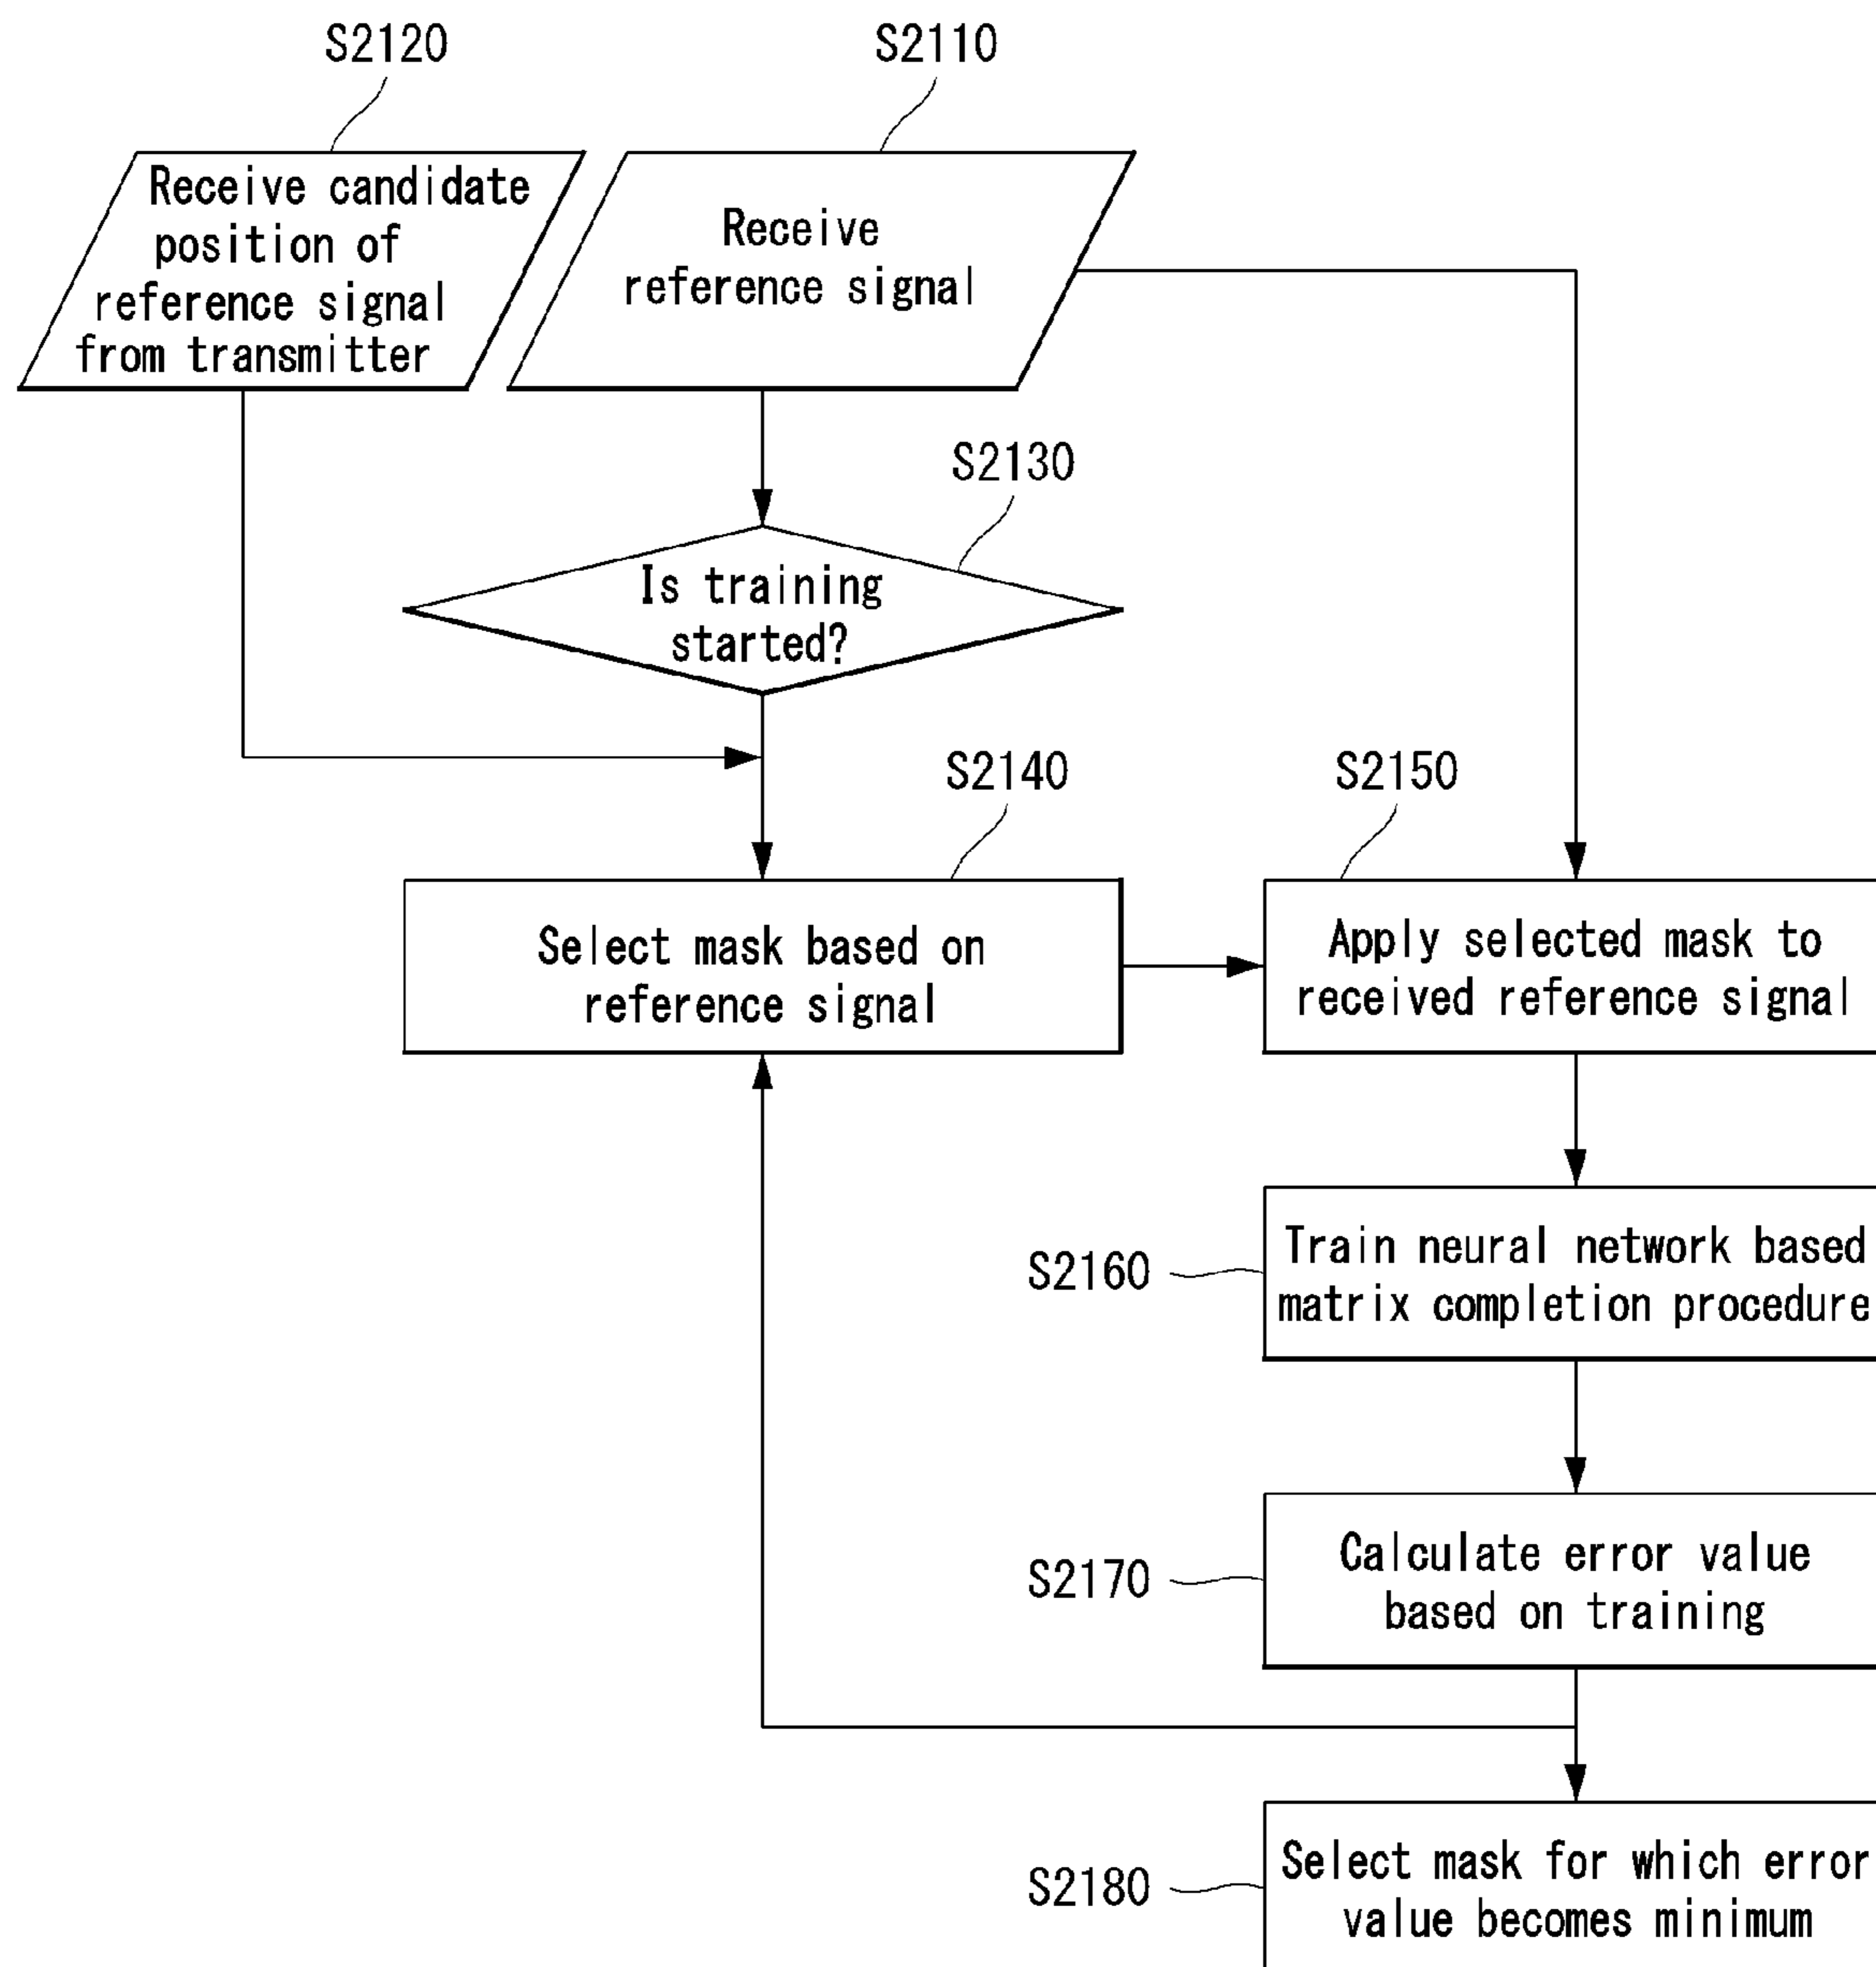 S2120
S2110
Receive candidate
position of
reference signal
from transmitter
Receive
reference signal
S2130
Is training
started?
S2140
S2150
Select mask based on
reference signal
Apply selected mask to
received reference signal
S2160
Train neural network based
matrix completion procedure
S2170
Calculate error value
based on training
S2180
Select mask for which error
value becomes minimum